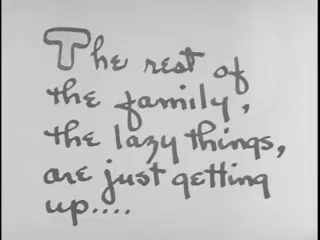 The rest of
the family,
the lazy things,
are just getting
up....